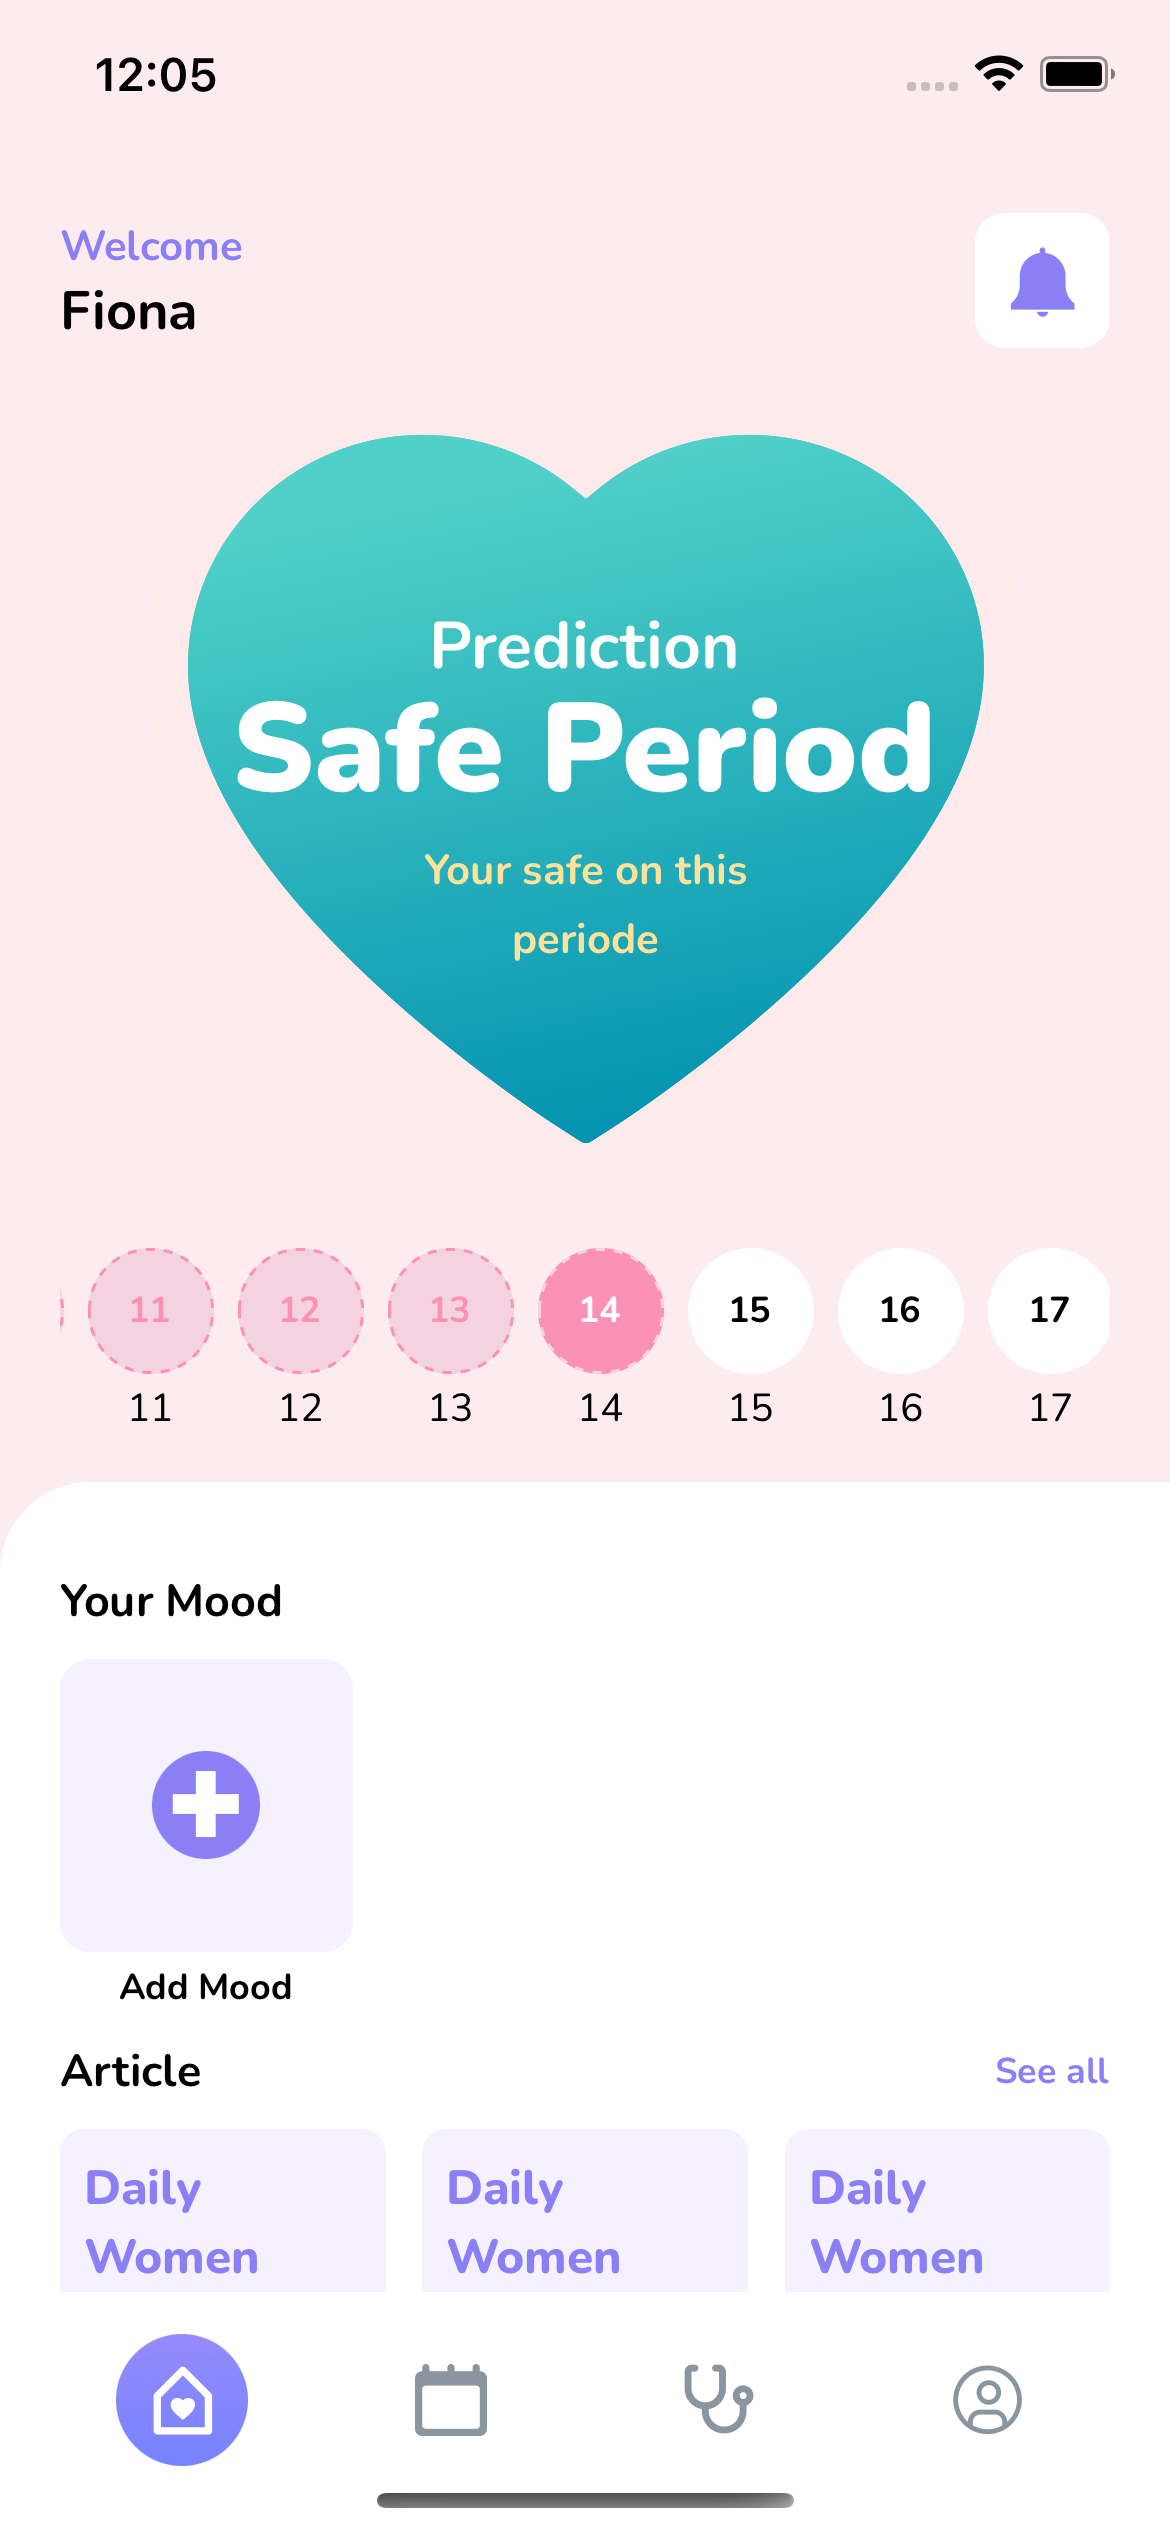 12:05
Welcome
Fiona
Prediction
Safe Period
Your safe on this
periode
11 12 13 14 15 16 17
11 12 13 14 15 16 17
Your Mood
Add Mood
Article See all
Daily Daily Daily
Women Women Women